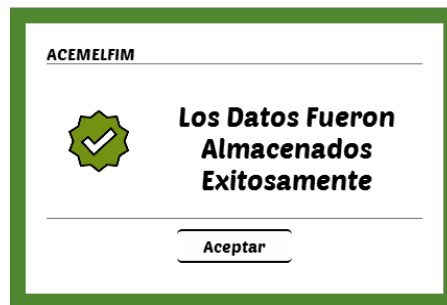 ACEMELFIM
Los Datos Fueron
Almacenados
Exitosamente
Aceptar